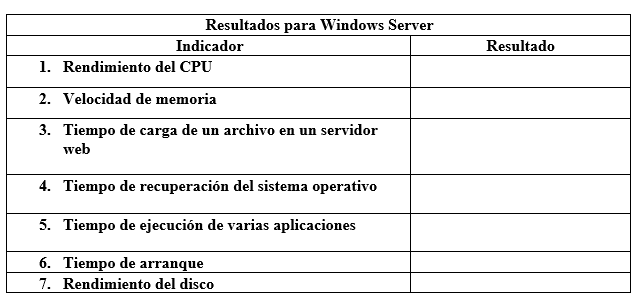 Resultados para Windows Server
Indicador Resultado
1. Rendimiento del CPU
2. Velocidad de memoria
3. Tiempo de carga de un archivo en un servidor
web
4. Tiempo de recuperación del sistema operativo
5. Tiempo de ejecución de varias aplicaciones
6. Tiempo de arranque
7. Rendimiento del disco